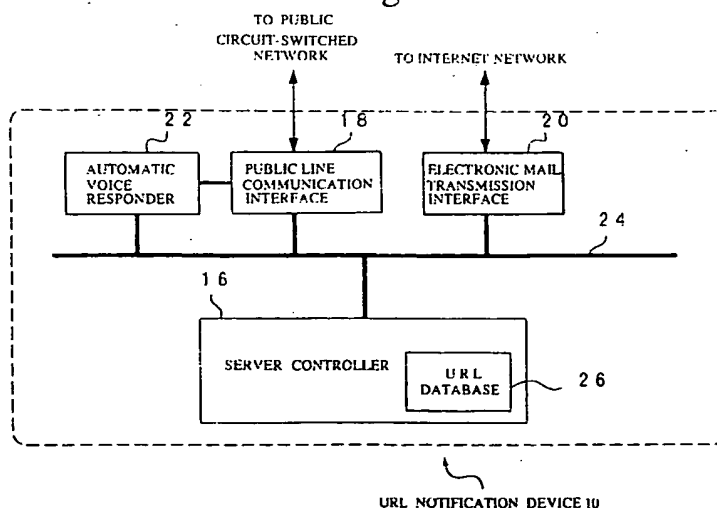 TO PUBLIC
CIRCUIT-SWITCHED
NETWORK
TO INTERNET NETWORK
22
18
20
AUTOMATIC
VOICE
RESPONDER
PUBLIC LINE
COMMUNICATION
INTERFACE
ELECTRONIC MAIL
TRANSMISSION
INTERFACE
24
16
SERVER CONTROLLER
URL
DATABASE
26
URL NOTIFICATION DEVICE 10